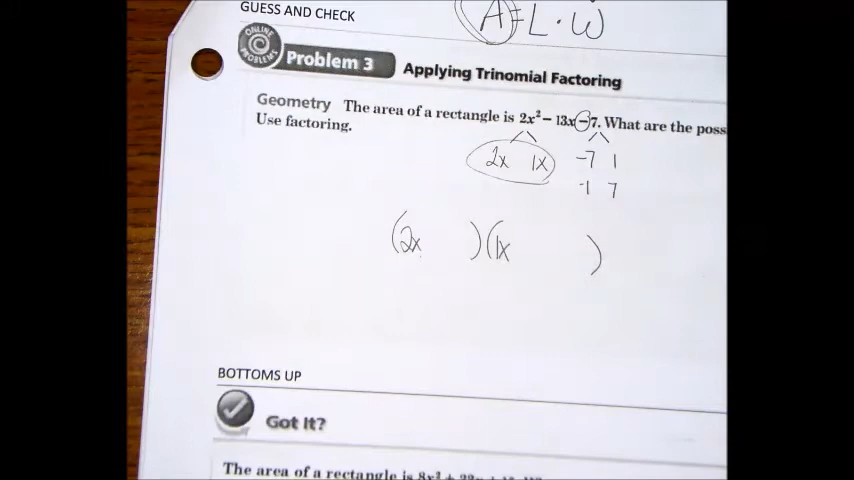 GUESS AND CHECK
A = L · W
ONLINE PROBLEMS
Problem 3 Applying Trinomial Factoring
Geometry The area of a rectangle is 2x² − 13x − 7. What are the poss
Use factoring.
2x 1x −7 1
-1 7
(2x )(1x )
BOTTOMS UP
Got It?
The area of a rectangle is 8x²